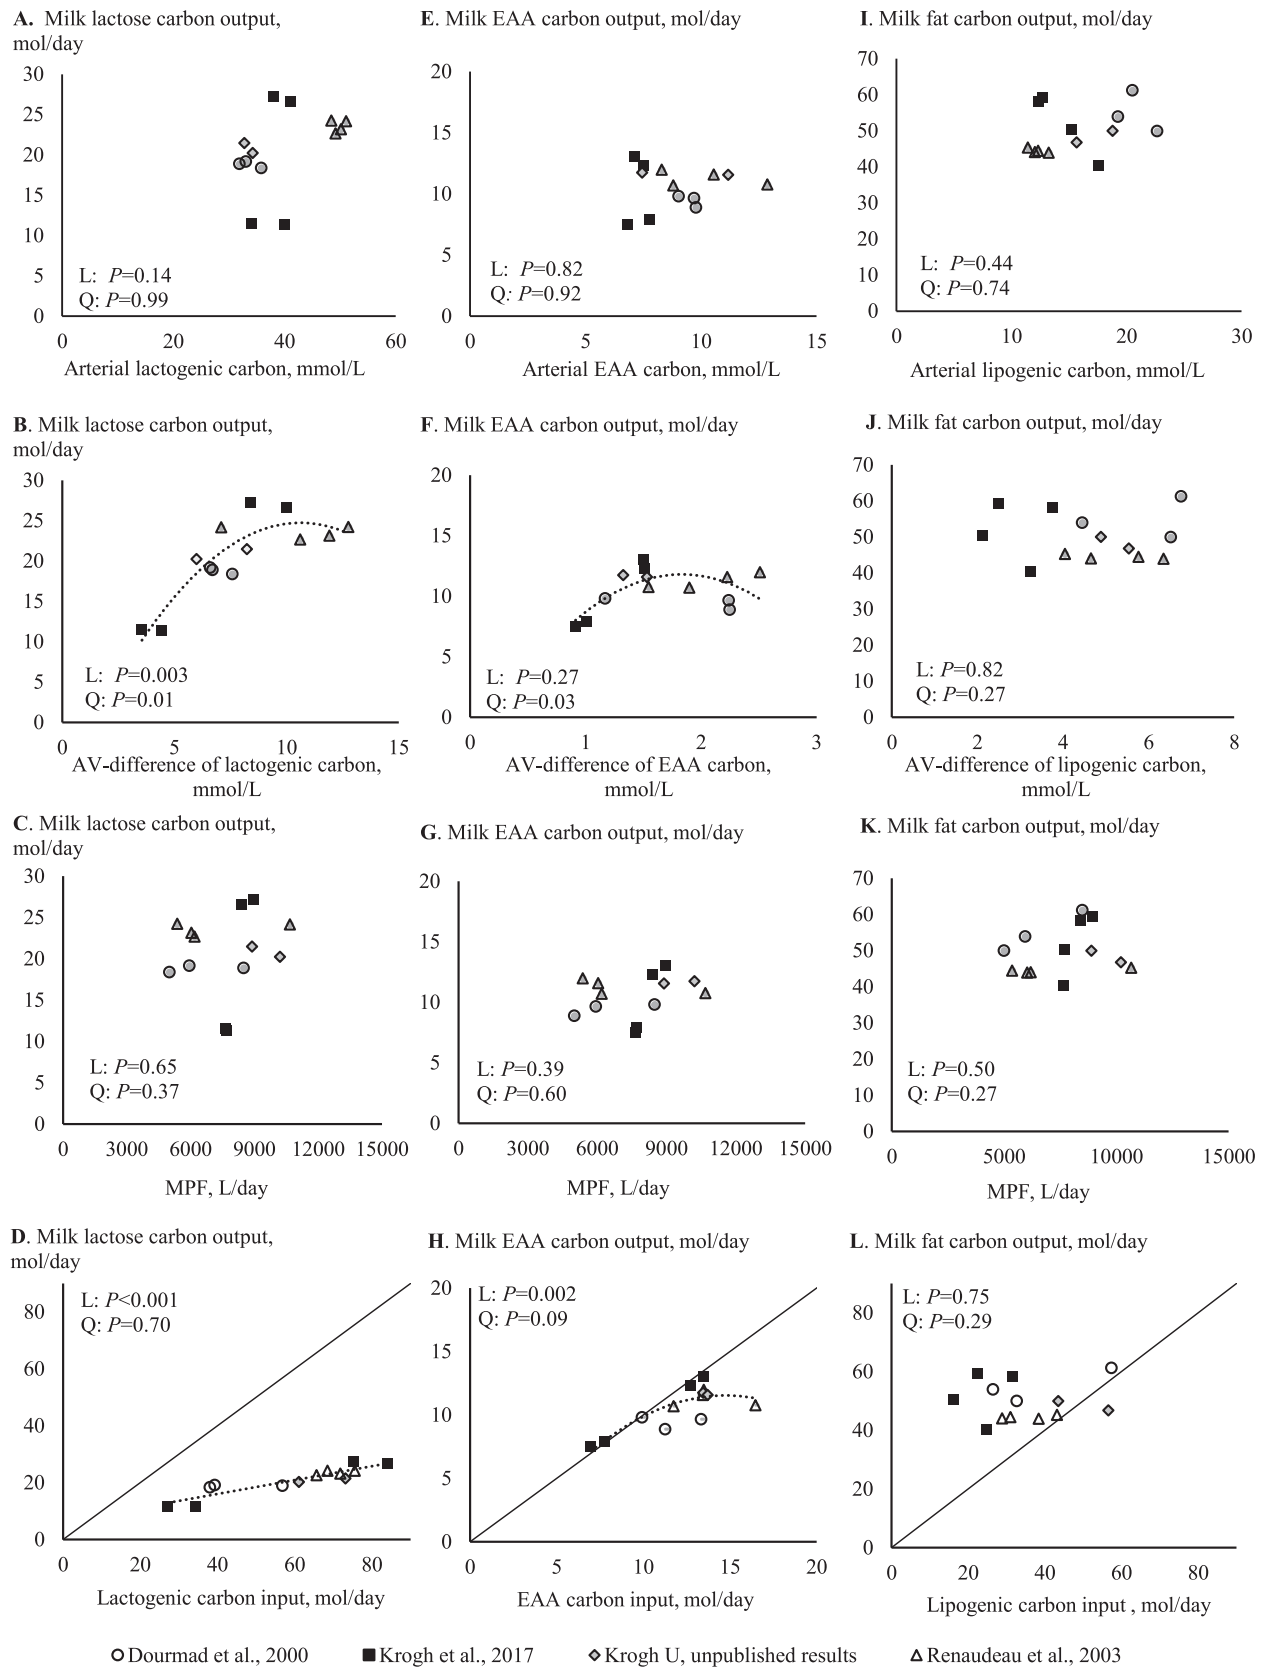 A. Milk lactose carbon output,
mol/day
30
25
20
15
10
5
0
L: P=0.14
Q: P=0.99
0 20 40 60
Arterial lactogenic carbon, mmol/L
E. Milk EAA carbon output, mol/day
20
15
10
5
0
L: P=0.82
Q: P=0.92
0 5 10 15
Arterial EAA carbon, mmol/L
I. Milk fat carbon output, mol/day
70
60
50
40
30
20
10
0
L: P=0.44
Q: P=0.74
0 10 20 30
Arterial lipogenic carbon, mmol/L
B. Milk lactose carbon output,
mol/day
30
25
20
15
10
5
0
L: P=0.003
Q: P=0.01
0 5 10 15
AV-difference of lactogenic carbon,
mmol/L
F. Milk EAA carbon output, mol/day
20
15
10
5
0
L: P=0.27
Q: P=0.03
0 1 2 3
AV-difference of EAA carbon,
mmol/L
J. Milk fat carbon output, mol/day
70
60
50
40
30
20
10
0
L: P=0.82
Q: P=0.27
0 2 4 6 8
AV-difference of lipogenic carbon,
mmol/L
C. Milk lactose carbon output,
mol/day
30
25
20
15
10
5
0
L: P=0.65
Q: P=0.37
0 3000 6000 9000 12000 15000
MPF, L/day
G. Milk EAA carbon output, mol/day
20
15
10
5
0
L: P=0.39
Q: P=0.60
0 3000 6000 9000 12000 15000
MPF, L/day
K. Milk fat carbon output, mol/day
70
60
50
40
30
20
10
0
L: P=0.50
Q: P=0.27
0 5000 10000 15000
MPF, L/day
D. Milk lactose carbon output,
mol/day
80
60
40
20
0
L: P<0.001
Q: P=0.70
0 20 40 60 80
Lactogenic carbon input, mol/day
H. Milk EAA carbon output, mol/day
20
15
10
5
0
L: P=0.002
Q: P=0.09
0 5 10 15 20
EAA carbon input, mol/day
L. Milk fat carbon output, mol/day
80
60
40
20
0
L: P=0.75
Q: P=0.29
0 20 40 60 80
Lipogenic carbon input , mol/day
Dourmad et al., 2000 Krogh et al., 2017 Krogh U, unpublished results Renaudeau et al., 2003